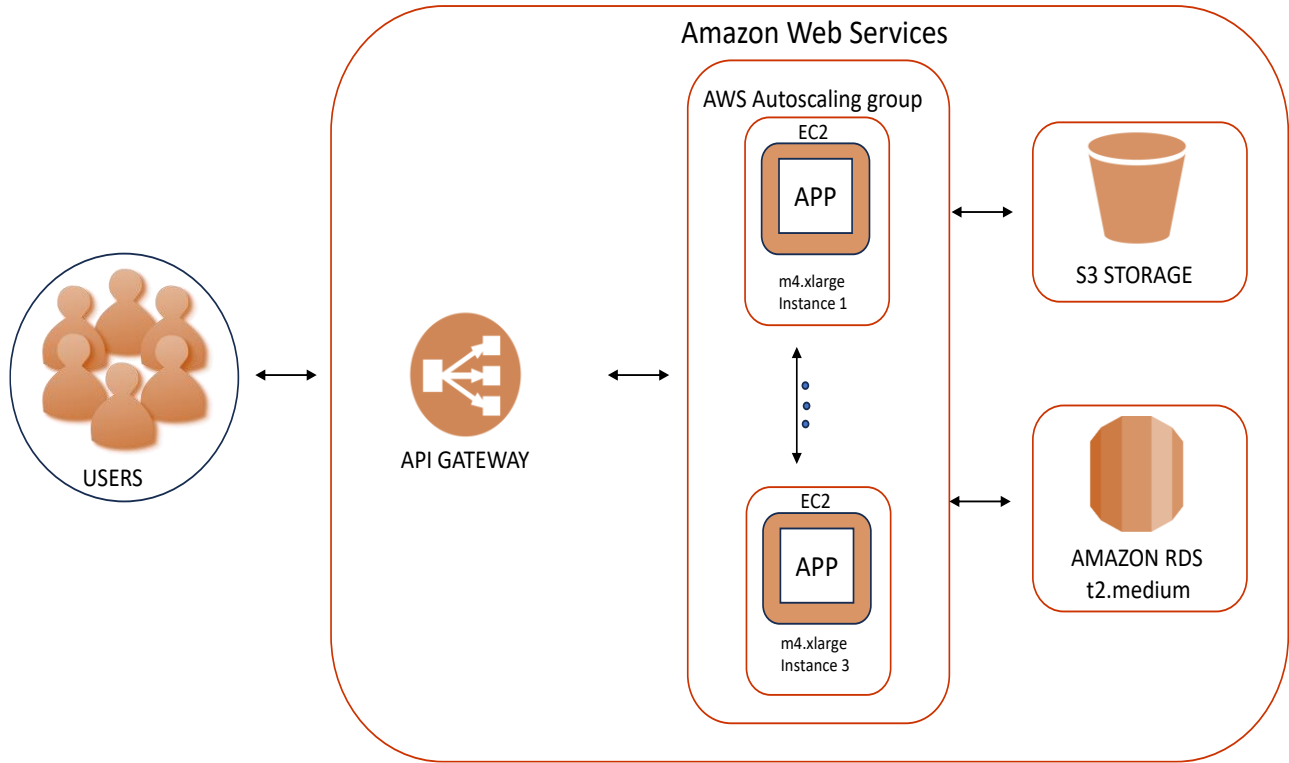 Amazon Web Services
AWS Autoscaling group
EC2
APP
m4.xlarge
Instance 1
S3 STORAGE
USERS
API GATEWAY
EC2
APP
m4.xlarge
Instance 3
AMAZON RDS
t2.medium